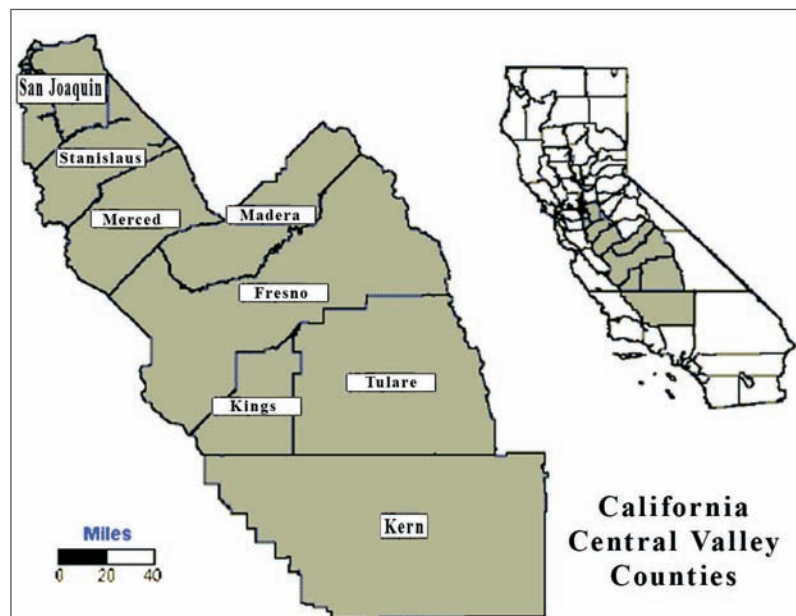 San Joaquin
Stanislaus
Merced
Madera
Fresno
Tulare
Kings
Kern
Miles
0 20 40
California
Central Valley
Counties